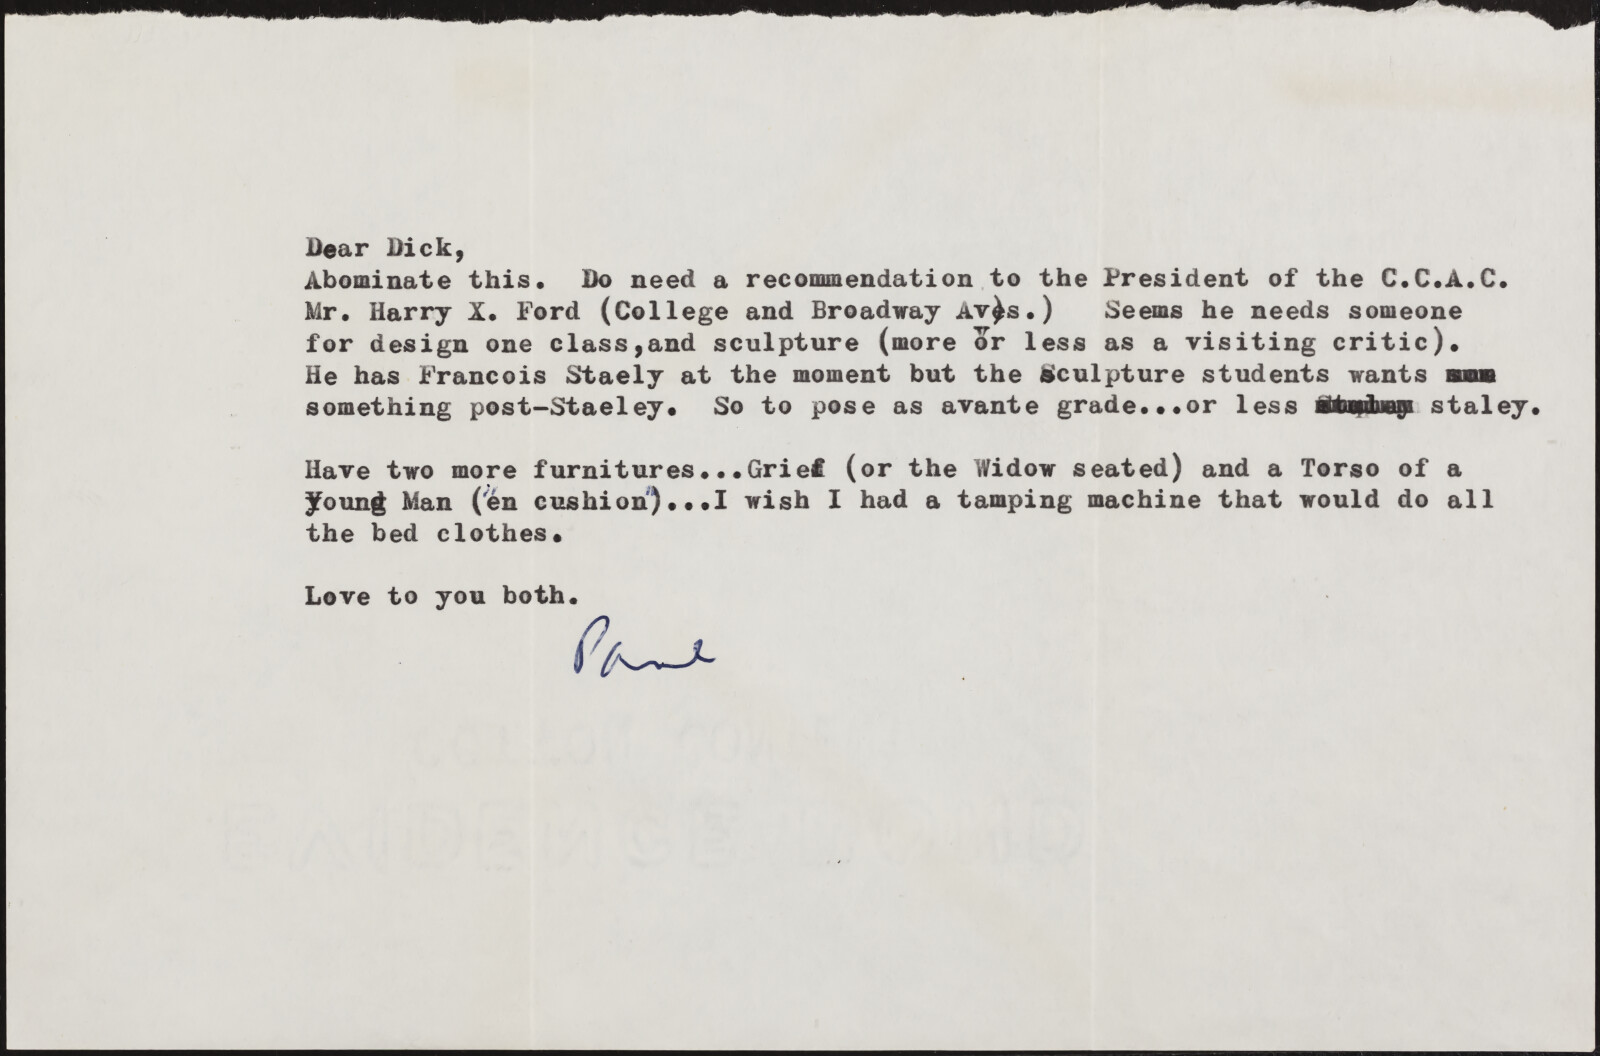 Dear Dick,
Abominate this.  Do need a recommendation to the President of the C.C.A.C.
Mr. Harry X. Ford (College and Broadway Aves.)   Seems he needs someone
for design one class,and sculpture (more or less as a visiting critic).
He has Francois Staely at the moment but the Sculpture students wants
something post-Staeley.  So to pose as avante grade...or less staley.

Have two more furnitures...Grief (or the Widow seated) and a Torso of a
Young Man ("en cushion")...I wish I had a tamping machine that would do all
the bed clothes.

Love to you both.
Paul